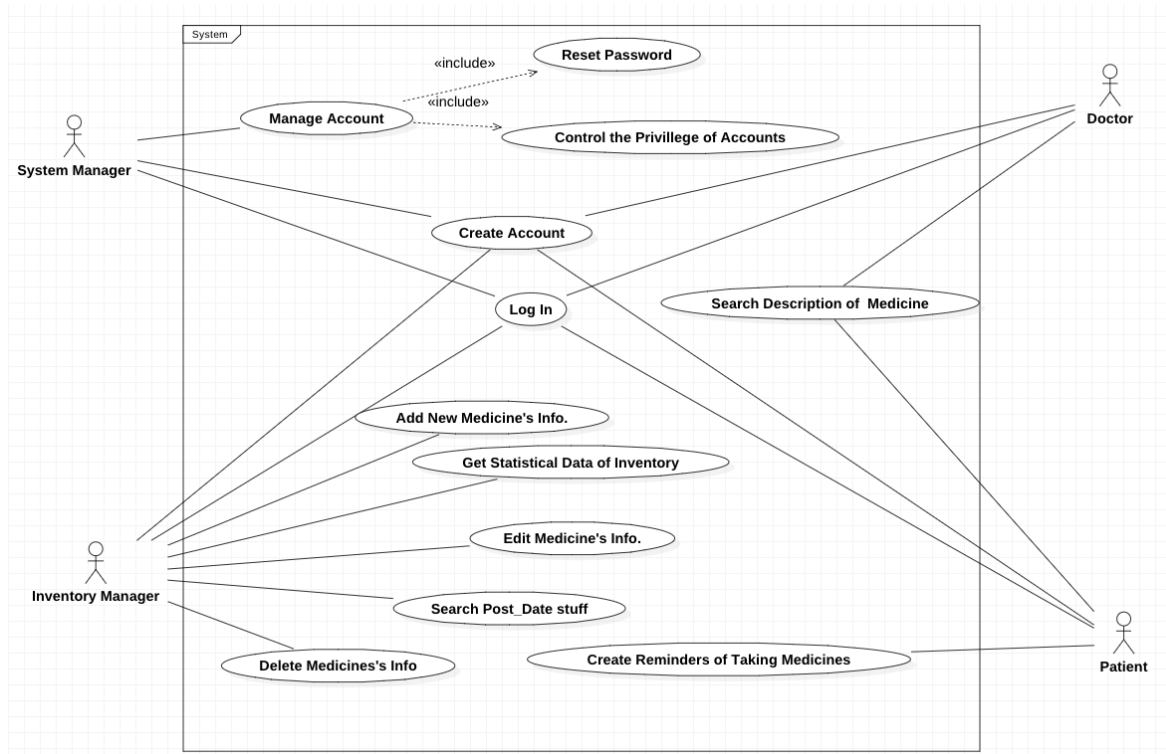 System
Reset Password
«include»
Doctor
«include»
Manage Account
Control the Privillege of Accounts
System Manager
Create Account
Search Description of  Medicine
Log In
Add New Medicine's Info.
Get Statistical Data of Inventory
Edit Medicine's Info.
Inventory Manager
Search Post_Date stuff
Create Reminders of Taking Medicines
Delete Medicines's Info
Patient